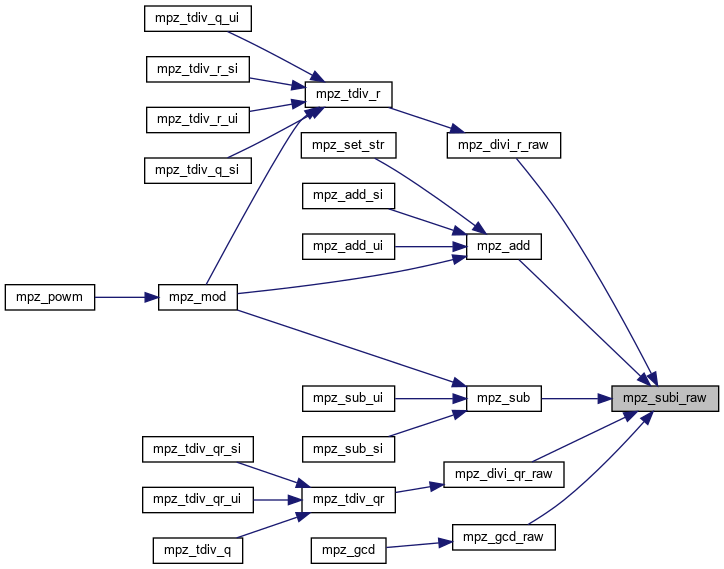 mpz_tdiv_q_ui
mpz_tdiv_r_si
mpz_tdiv_r
mpz_tdiv_r_ui
mpz_set_str
mpz_divi_r_raw
mpz_tdiv_q_si
mpz_add_si
mpz_add_ui
mpz_add
mpz_powm
mpz_mod
mpz_sub_ui
mpz_sub
mpz_subi_raw
mpz_tdiv_qr_si
mpz_sub_si
mpz_divi_qr_raw
mpz_tdiv_qr_ui
mpz_tdiv_qr
mpz_tdiv_q
mpz_gcd
mpz_gcd_raw